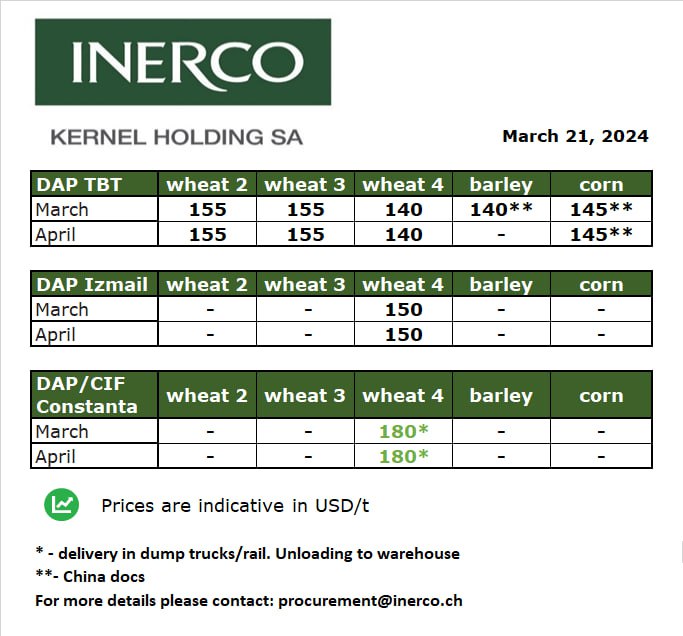 INERCO
KERNEL HOLDING SA
March 21, 2024
DAP TBT wheat 2 wheat 3 wheat 4 barley corn
March 155 155 140 140** 145**
April 155 155 140 - 145**
DAP Izmail wheat 2 wheat 3 wheat 4 barley corn
March - - 150 - -
April - - 150 - -
DAP/CIF
Constanta wheat 2 wheat 3 wheat 4 barley corn
March - - 180* - -
April - - 180* - -
Prices are indicative in USD/t
* - delivery in dump trucks/rail. Unloading to warehouse
**- China docs
For more details please contact: procurement@inerco.ch